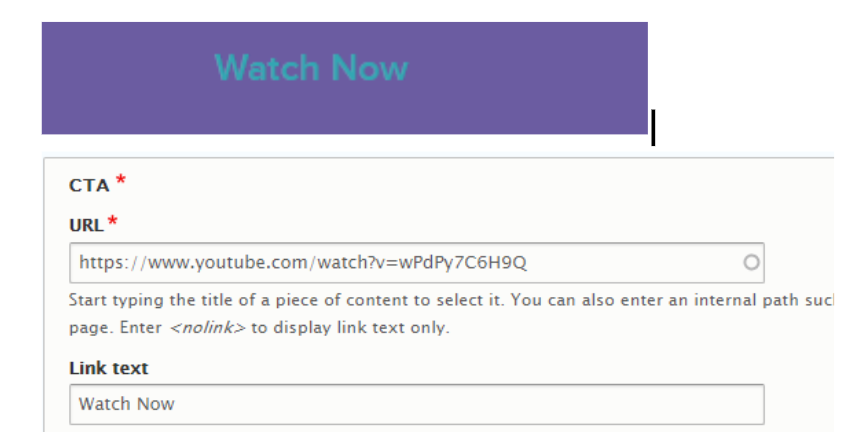 Watch Now
CTA *
URL *
https://www.youtube.com/watch?v=wPdPy7C6H9Q
Start typing the title of a piece of content to select it. You can also enter an internal path suc
page. Enter <nolink> to display link text only.
Link text
Watch Now